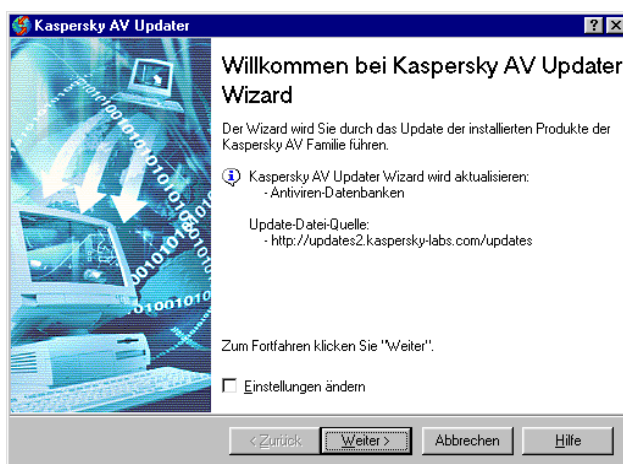 Kaspersky AV Updater
Willkommen bei Kaspersky AV Updater
Wizard
Der Wizard wird Sie durch das Update der installierten Produkte der
Kaspersky AV Familie führen.
Kaspersky AV Updater Wizard wird aktualisieren:
- Antiviren-Datenbanken
Update-Datei-Quelle:
- http://updates2.kaspersky-labs.com/updates
Zum Fortfahren klicken Sie "Weiter".
Einstellungen ändern
< Zurück Weiter > Abbrechen Hilfe